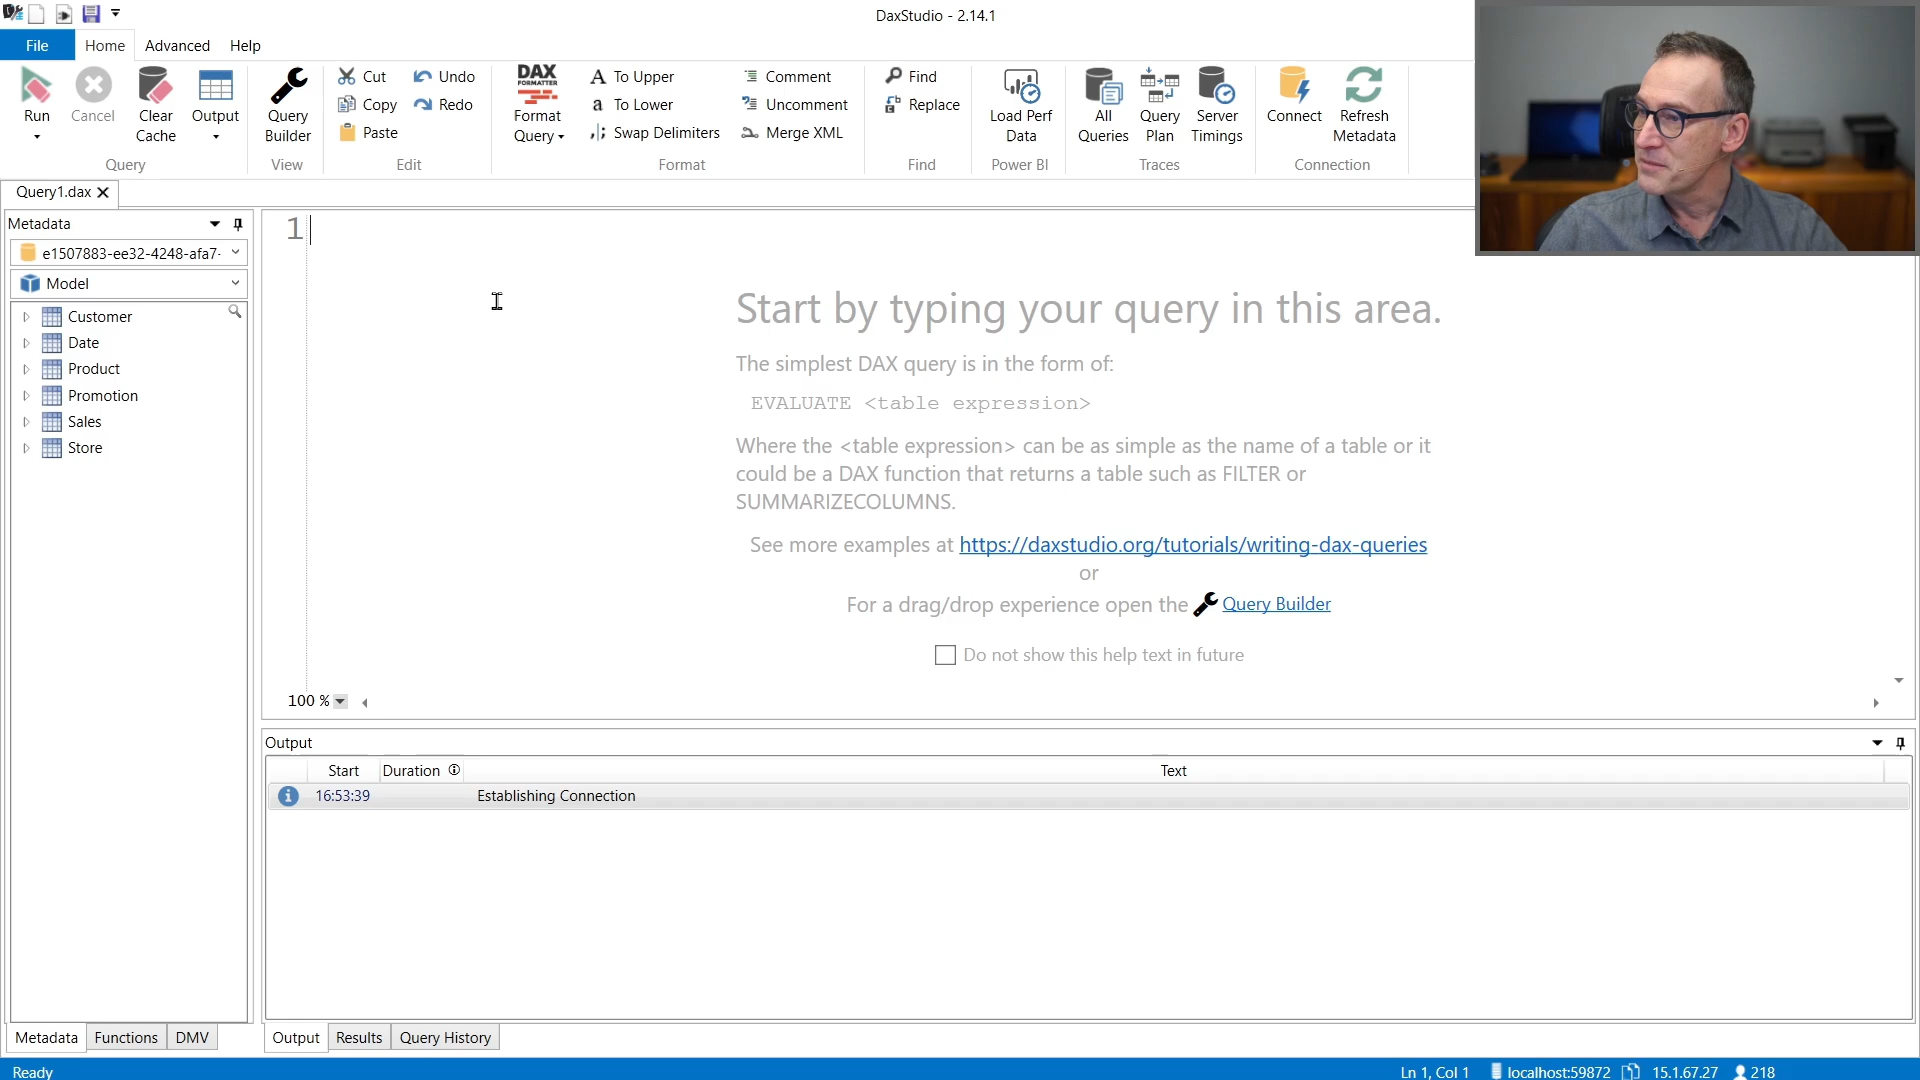 DaxStudio - 2.14.1
File
Home
Advanced
Help
Run
Cancel
Clear Cache
Output
Query
Query Builder
View
Cut
Copy
Paste
Undo
Redo
Edit
DAX FORMATTER
Format Query
To Upper
To Lower
Swap Delimiters
Comment
Uncomment
Merge XML
Format
Find
Replace
Find
Load Perf Data
Power BI
All Queries
Query Plan
Server Timings
Traces
Connect
Refresh Metadata
Connection
Query1.dax
Metadata
e1507883-ee32-4248-afa7-
Model
Customer
Date
Product
Promotion
Sales
Store
1
Start by typing your query in this area.
The simplest DAX query is in the form of:
EVALUATE <table expression>
Where the <table expression> can be as simple as the name of a table or it
could be a DAX function that returns a table such as FILTER or
SUMMARIZECOLUMNS.
See more examples at https://daxstudio.org/tutorials/writing-dax-queries
or
For a drag/drop experience open the Query Builder
Do not show this help text in future
100 %
Output
Start
Duration
Text
16:53:39
Establishing Connection
Metadata
Functions
DMV
Output
Results
Query History
Ready
Ln 1, Col 1
localhost:59872
15.1.67.27
218